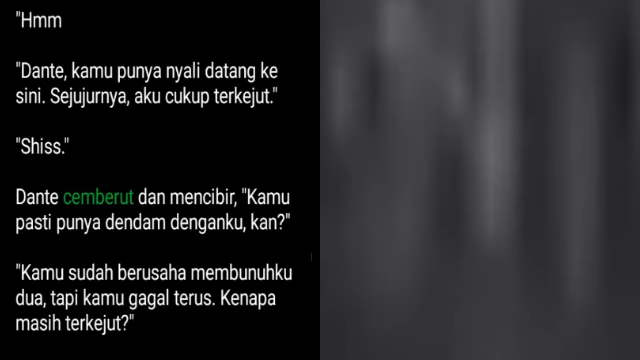 "Hmm
"Dante, kamu punya nyali datang ke
sini. Sejujurnya, aku cukup terkejut."
"Shiss."
Dante cemberut dan mencibir, "Kamu
pasti punya dendam denganku, kan?"
"Kamu sudah berusaha membunuhku
dua, tapi kamu gagal terus. Kenapa
masih terkejut?"